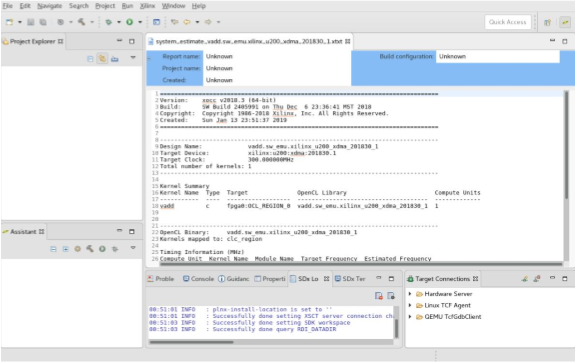 File Edit Navigate Search Project Run Xilinx Window Help
Quick Access
Project Explorer
system_estimate_vadd.sw_emu.xilinx_u200_xdma_201830_1.xtxt
Report name: Unknown
Build configuration: Unknown
Project name: Unknown
Created: Unknown
1 ===============================================================================
2 Version: xocc v2018.3 (64-bit)
3 Build: SW Build 2405991 on Thu Dec 6 23:36:41 MST 2018
4 Copyright: Copyright 1986-2018 Xilinx, Inc. All Rights Reserved.
5 Created: Sun Jan 13 23:51:37 2019
6 ===============================================================================
7
8 -------------------------------------------------------------------------------
9 Design Name: vadd.sw_emu.xilinx_u200_xdma_201830_1
10 Target Device: xilinx:u200:xdma:201830.1
11 Target Clock: 300.000000MHz
12 Total number of kernels: 1
13 -------------------------------------------------------------------------------
14
15 Kernel Summary
16 Kernel Name Type Target OpenCL Library Compute Units
17 ----------- ---- ------------------ ------------------------------------- -------------
18 vadd c fpga0:OCL_REGION_0 vadd.sw_emu.xilinx_u200_xdma_201830_1 1
19
20
21 -------------------------------------------------------------------------------
22 OpenCL Binary: vadd.sw_emu.xilinx_u200_xdma_201830_1
23 Kernels mapped to: clc_region
24
25 Timing Information (MHz)
26 Compute Unit Kernel Name Module Name Target Frequency Estimated Frequency
Assistant
Proble Console Guidanc Properti SDx Lo SDx Ter
00:51:01 INFO : plnx-install-location is set to ''
00:51:01 INFO : Successfully done setting XSCT server connection cha
00:51:03 INFO : Successfully done setting SDK workspace
00:51:03 INFO : Successfully done query RDI_DATADIR
Target Connections
Hardware Server
Linux TCF Agent
QEMU TcfGdbClient